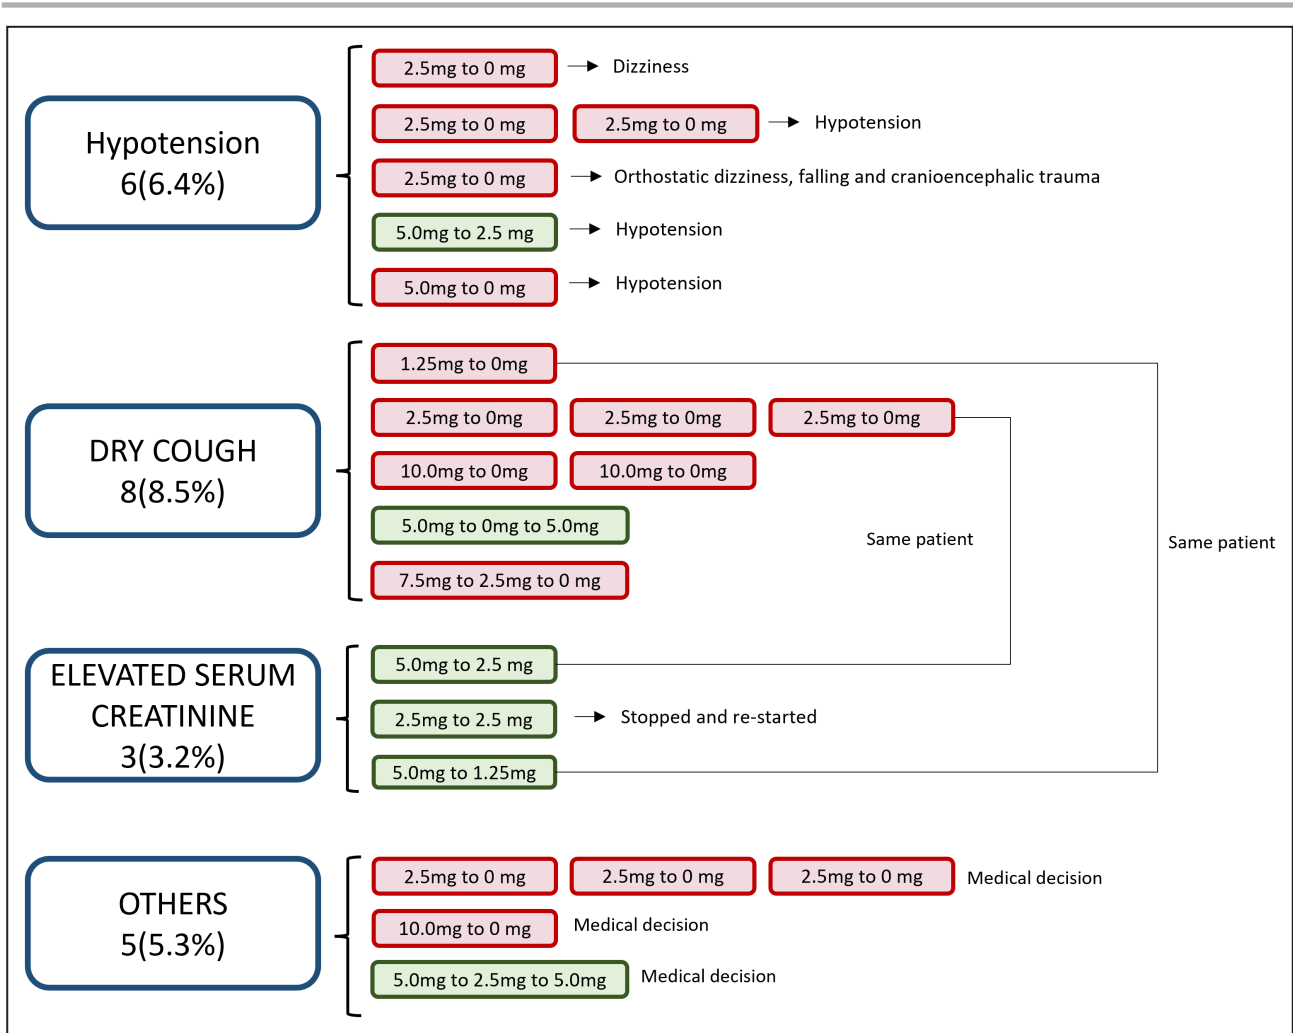 Hypotension
6(6.4%)
2.5mg to 0 mg Dizziness
2.5mg to 0 mg 2.5mg to 0 mg Hypotension
2.5mg to 0 mg Orthostatic dizziness, falling and cranioencephalic trauma
5.0mg to 2.5 mg Hypotension
5.0mg to 0 mg Hypotension
DRY COUGH
8(8.5%)
1.25mg to 0mg
2.5mg to 0mg 2.5mg to 0mg 2.5mg to 0mg
10.0mg to 0mg 10.0mg to 0mg
5.0mg to 0mg to 5.0mg
7.5mg to 2.5mg to 0 mg
Same patient
Same patient
ELEVATED SERUM
CREATININE
3(3.2%)
5.0mg to 2.5 mg
2.5mg to 2.5 mg Stopped and re-started
5.0mg to 1.25mg
OTHERS
5(5.3%)
2.5mg to 0 mg 2.5mg to 0 mg 2.5mg to 0 mg Medical decision
10.0mg to 0 mg Medical decision
5.0mg to 2.5mg to 5.0mg Medical decision